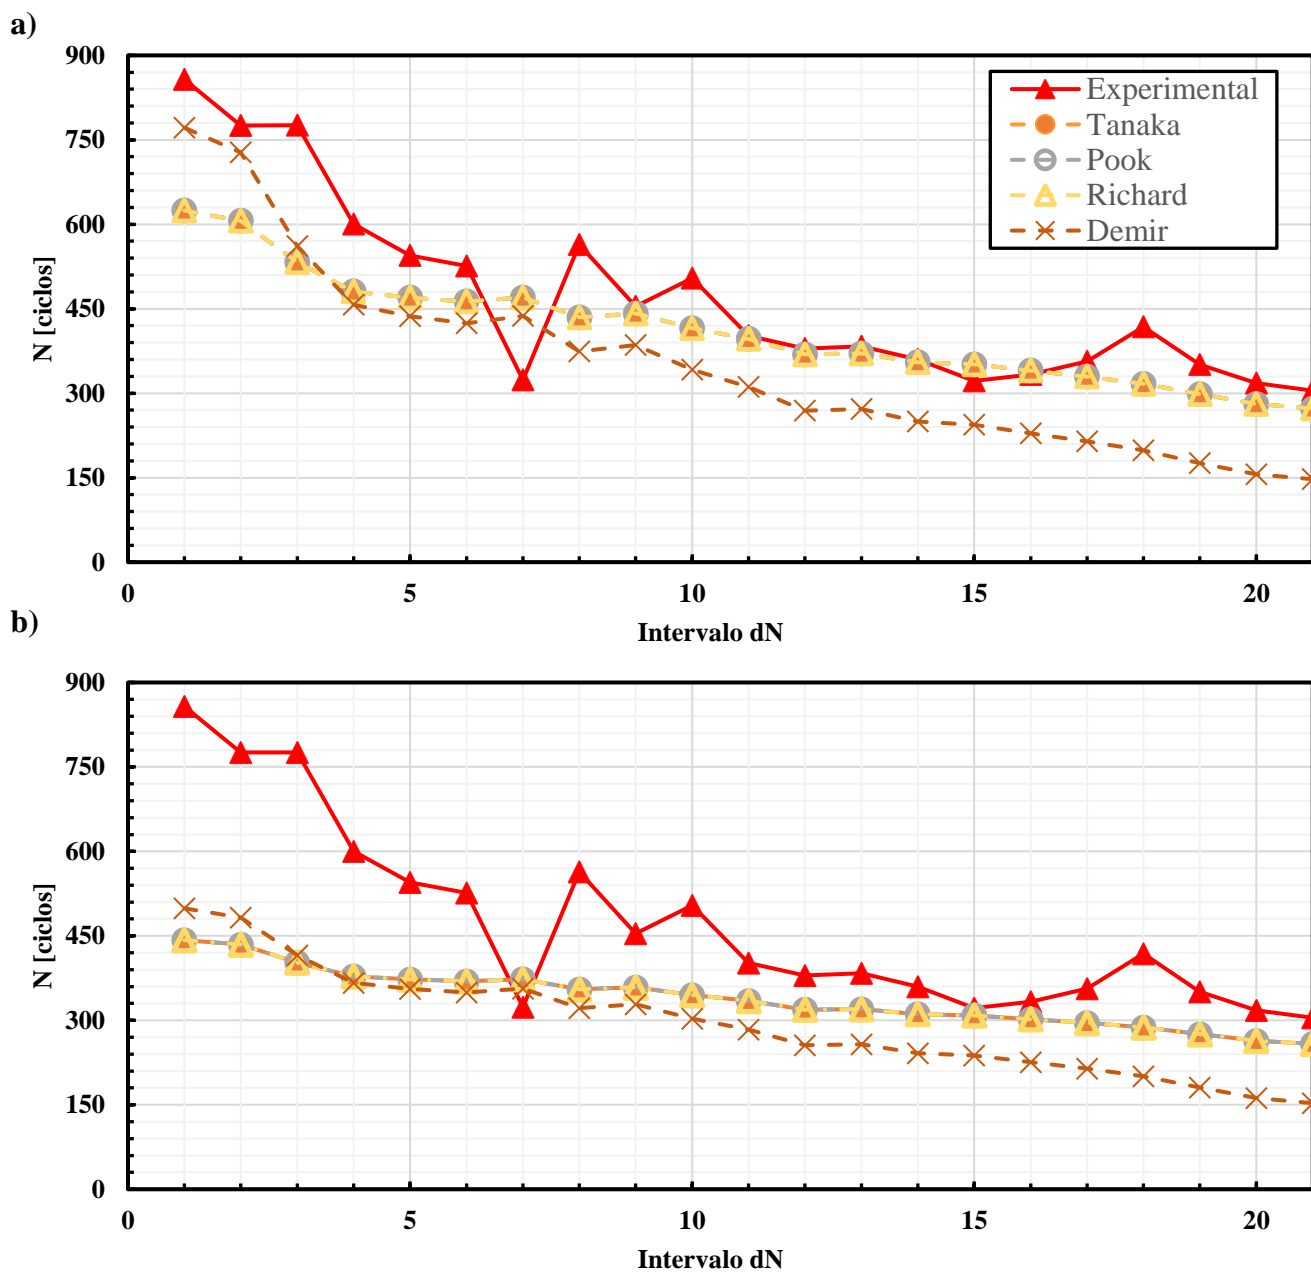 a)
900
750
600
450
300
150
0
N [ciclos]
Experimental
Tanaka
Pook
Richard
Demir
0 5 10 15 20
Intervalo dN
b)
900
750
600
450
300
150
0
N [ciclos]
0 5 10 15 20
Intervalo dN